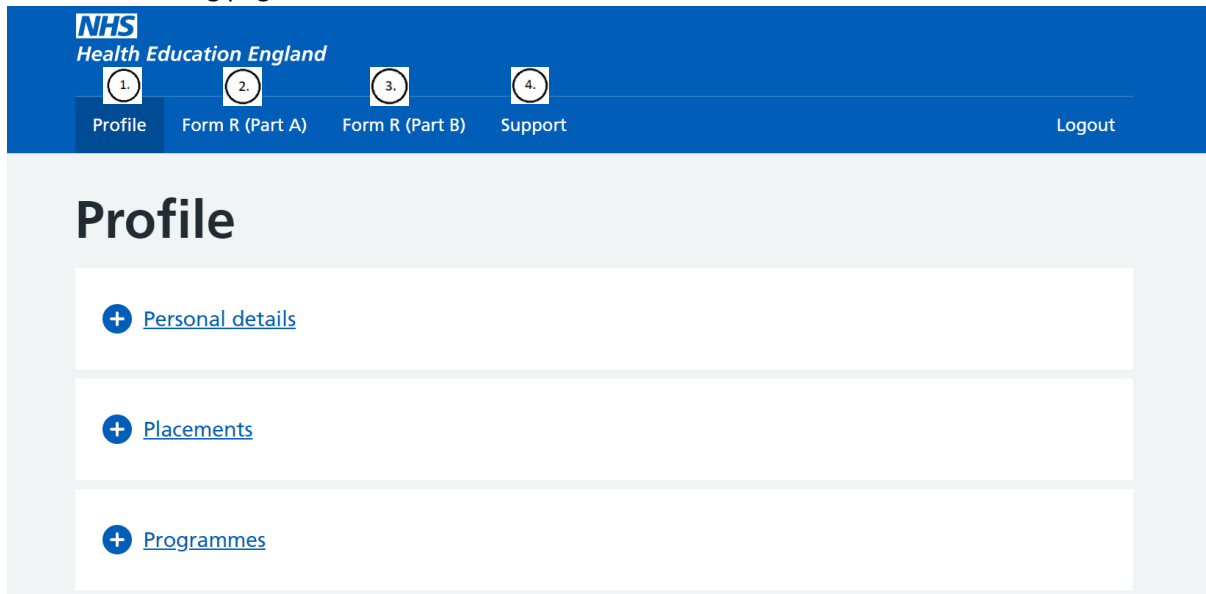 NHS
Health Education England
1. 2. 3. 4.
Profile Form R (Part A) Form R (Part B) Support Logout
Profile
Personal details
Placements
Programmes